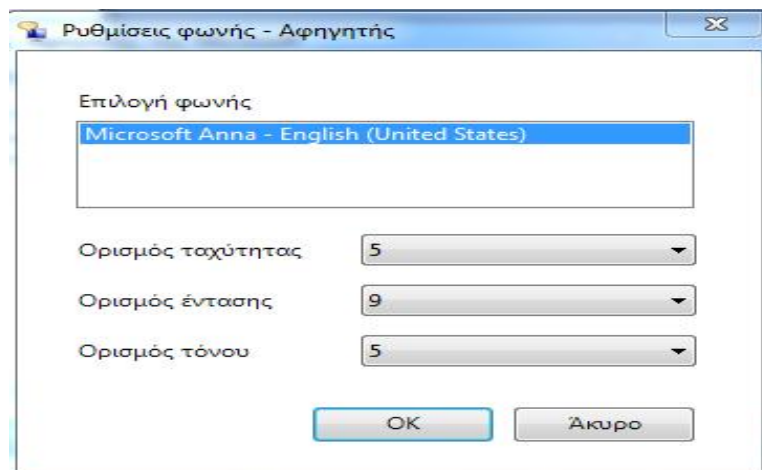 Ρυθμίσεις φωνής - Αφηγητής
Επιλογή φωνής
Microsoft Anna - English (United States)
Ορισμός ταχύτητας 5
Ορισμός έντασης 9
Ορισμός τόνου 5
OK Άκυρο